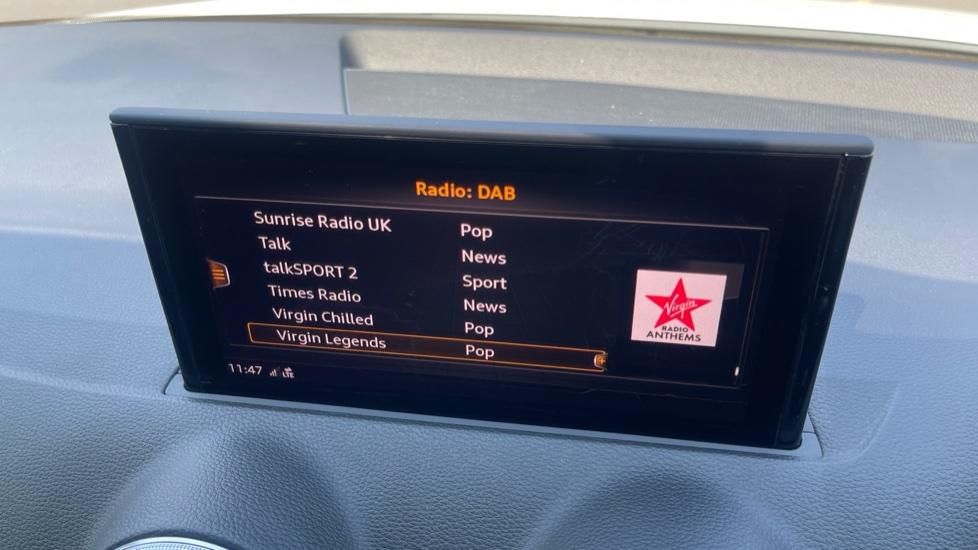 Radio: DAB
Sunrise Radio UK Pop
Talk News
talkSPORT 2 Sport
Times Radio News
Virgin Chilled Pop
Virgin Legends Pop
Virgin
RADIO
ANTHEMS
11:47 LTE